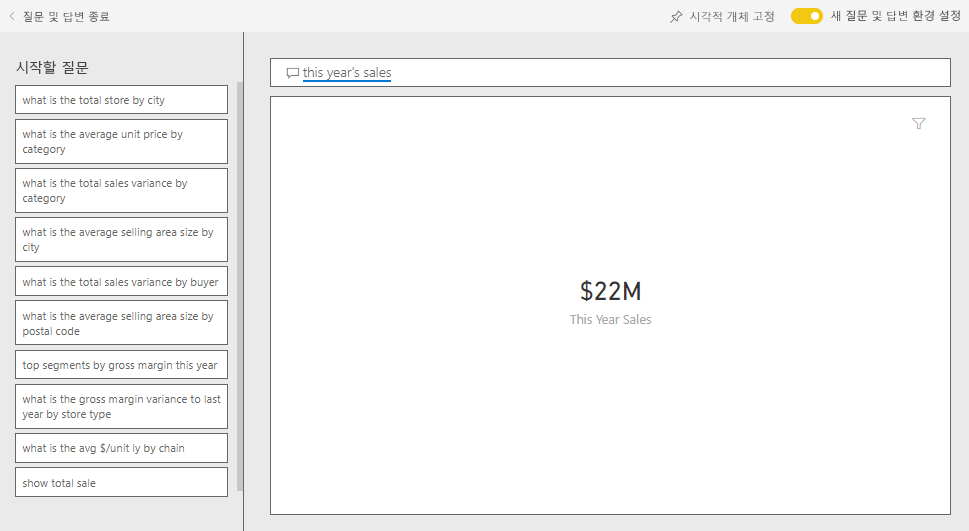 질문 및 답변 종료
시각적 개체 고정
새 질문 및 답변 환경 설정
시작할 질문
what is the total store by city
what is the average unit price by
category
what is the total sales variance by
category
what is the average selling area size by
city
what is the total sales variance by buyer
what is the average selling area size by
postal code
top segments by gross margin this year
what is the gross margin variance to last
year by store type
what is the avg $/unit ly by chain
show total sale
this year's sales
$22M
This Year Sales